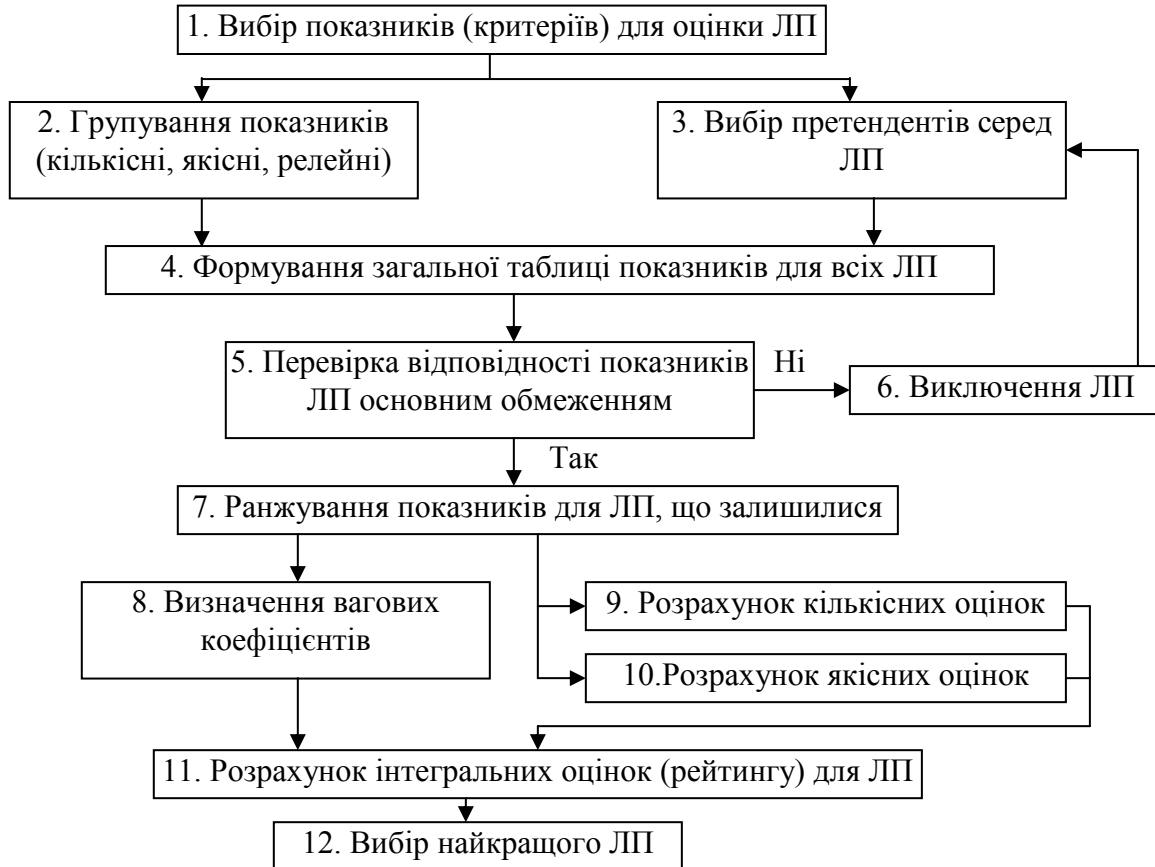 1. Вибір показників (критеріїв) для оцінки ЛП
2. Групування показників
(кількісні, якісні, релейні)
3. Вибір претендентів серед
ЛП
4. Формування загальної таблиці показників для всіх ЛП
5. Перевірка відповідності показників
ЛП основним обмеженням
Ні
6. Виключення ЛП
Так
7. Ранжування показників для ЛП, що залишилися
8. Визначення вагових
коефіцієнтів
9. Розрахунок кількісних оцінок
10.Розрахунок якісних оцінок
11. Розрахунок інтегральних оцінок (рейтингу) для ЛП
12. Вибір найкращого ЛП